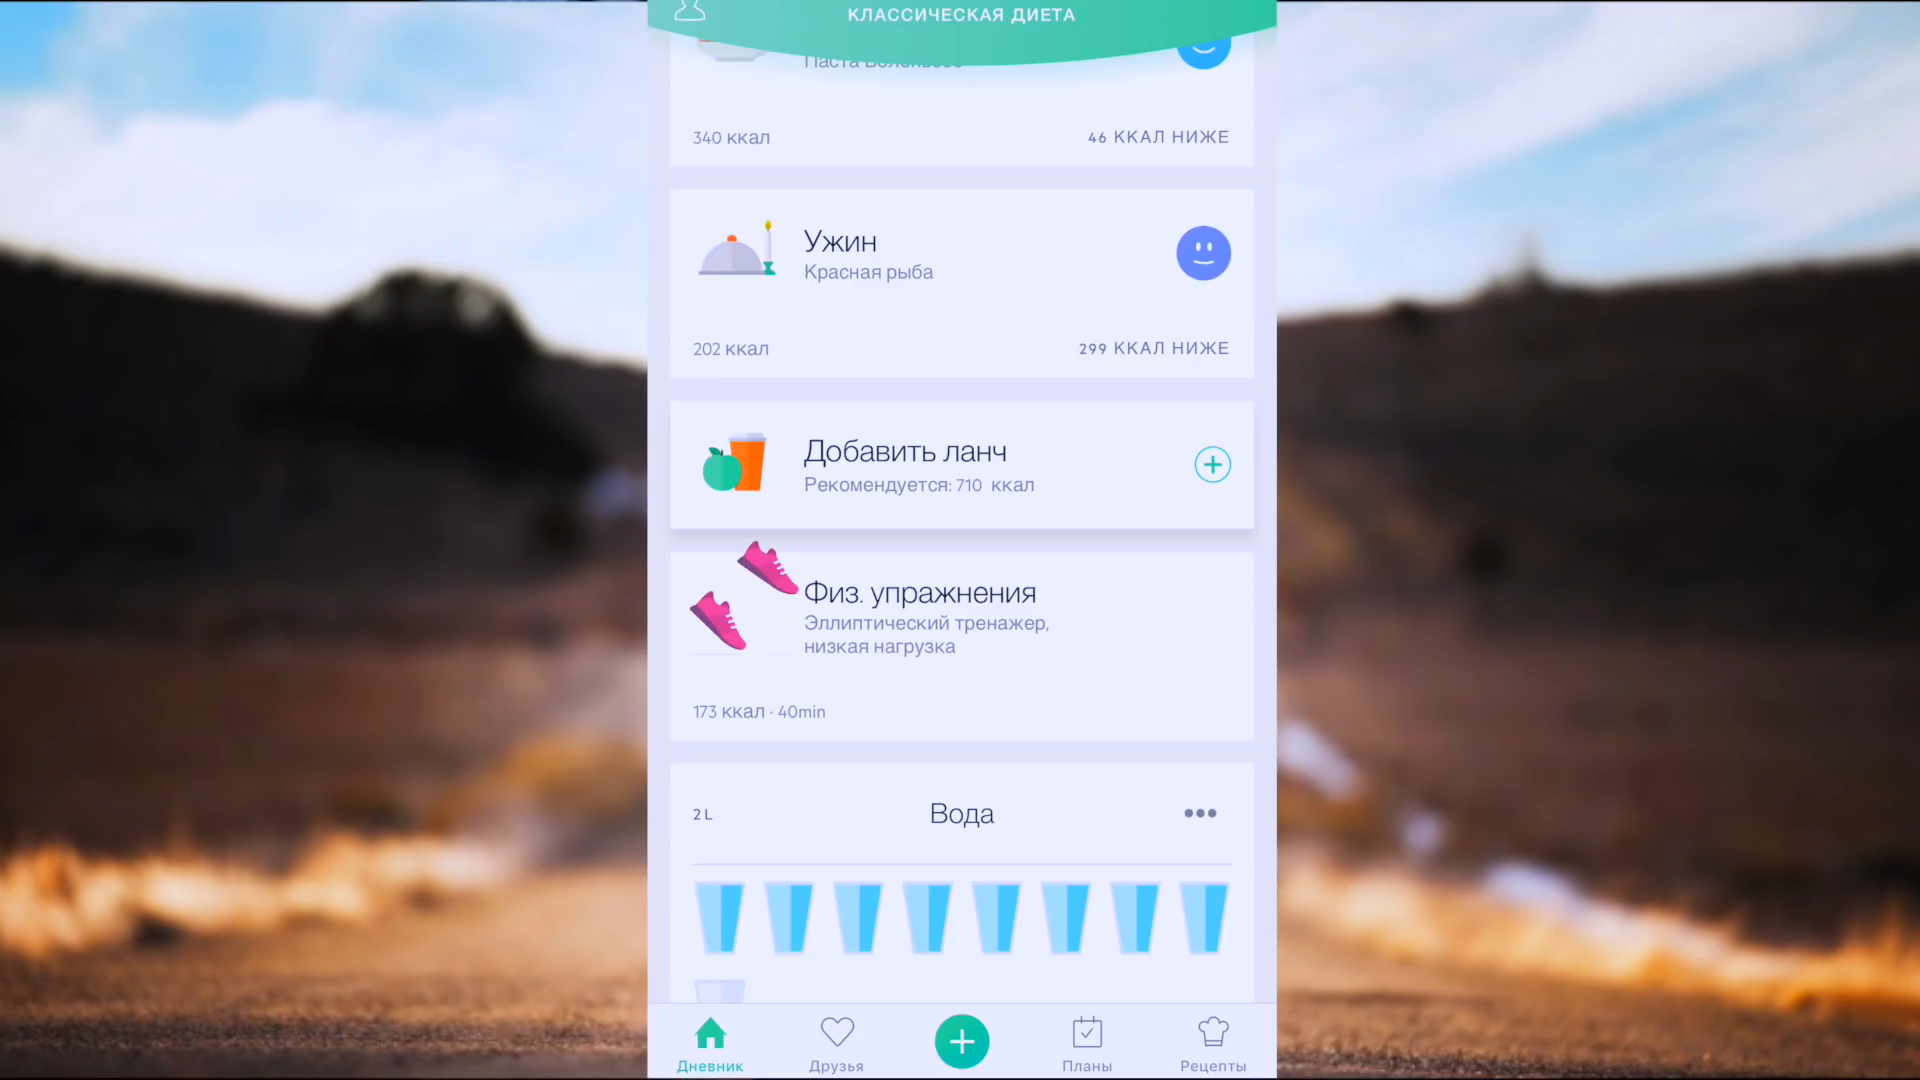 КЛАССИЧЕСКАЯ ДИЕТА
Паста
340 ккал
46 ККАЛ НИЖЕ
Ужин
Красная рыба
202 ккал
299 ККАЛ НИЖЕ
Добавить ланч
Рекомендуется: 710 ккал
Физ. упражнения
Эллиптический тренажер,
низкая нагрузка
173 ккал · 40min
2 L
Вода
Дневник
Друзья
Планы
Рецепты